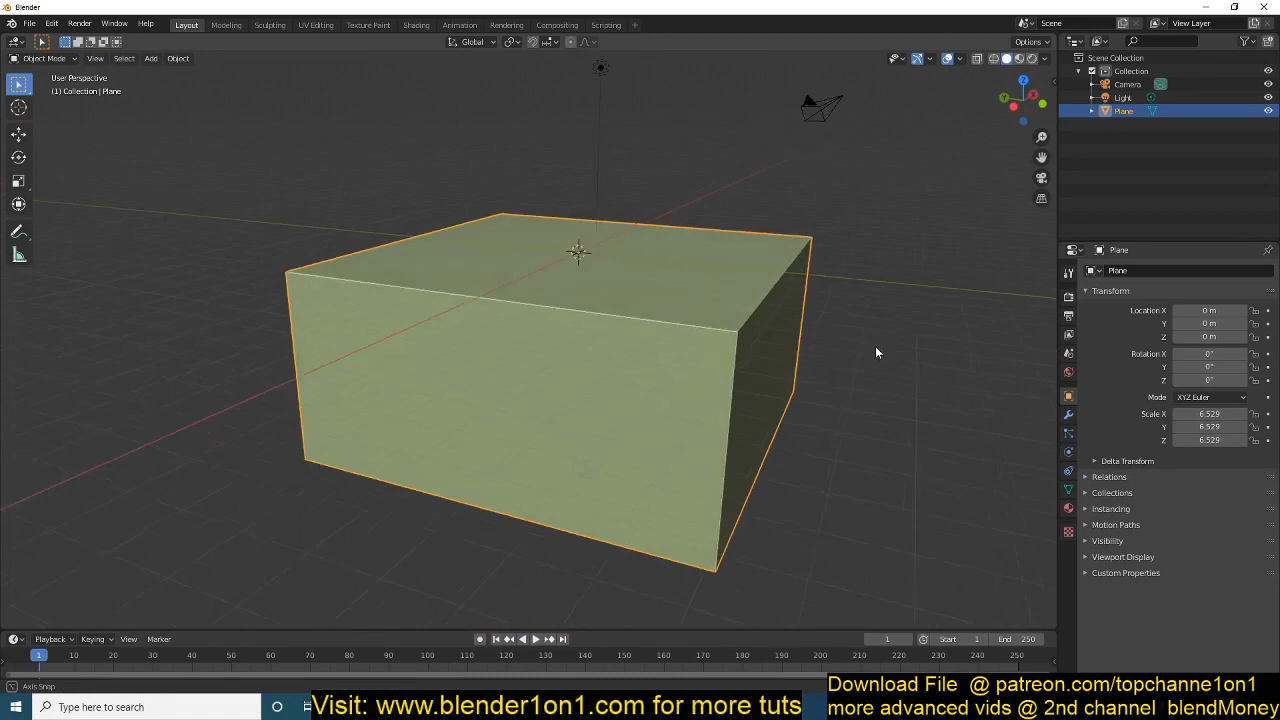 Blender
File Edit Render Window Help Layout Modeling Sculpting UV Editing Texture Paint Shading Animation Rendering Compositing Scripting + Scene View Layer
Global Options
Object Mode View Select Add Object
User Perspective
(1) Collection | Plane
Z
X
Y
Scene Collection
Collection
Camera
Light
Plane
Plane
Plane
Transform
Location X 0 m
Y 0 m
Z 0 m
Rotation X 0°
Y 0°
Z 0°
Mode XYZ Euler
Scale X 6.529
Y 6.529
Z 6.529
Delta Transform
Relations
Collections
Instancing
Motion Paths
Visibility
Viewport Display
Custom Properties
Playback Keying View Marker 1 Start 1 End 250
1 10 20 30 40 50 60 70 80 90 100 110 120 130 140 150 160 170 180 190 200 210 220 230 240 250
Axis Snap
Type here to search
Visit: www.blender1on1.com for more tuts
Download File @ patreon.com/topchanne1on1
more advanced vids @ 2nd channel blendMoney